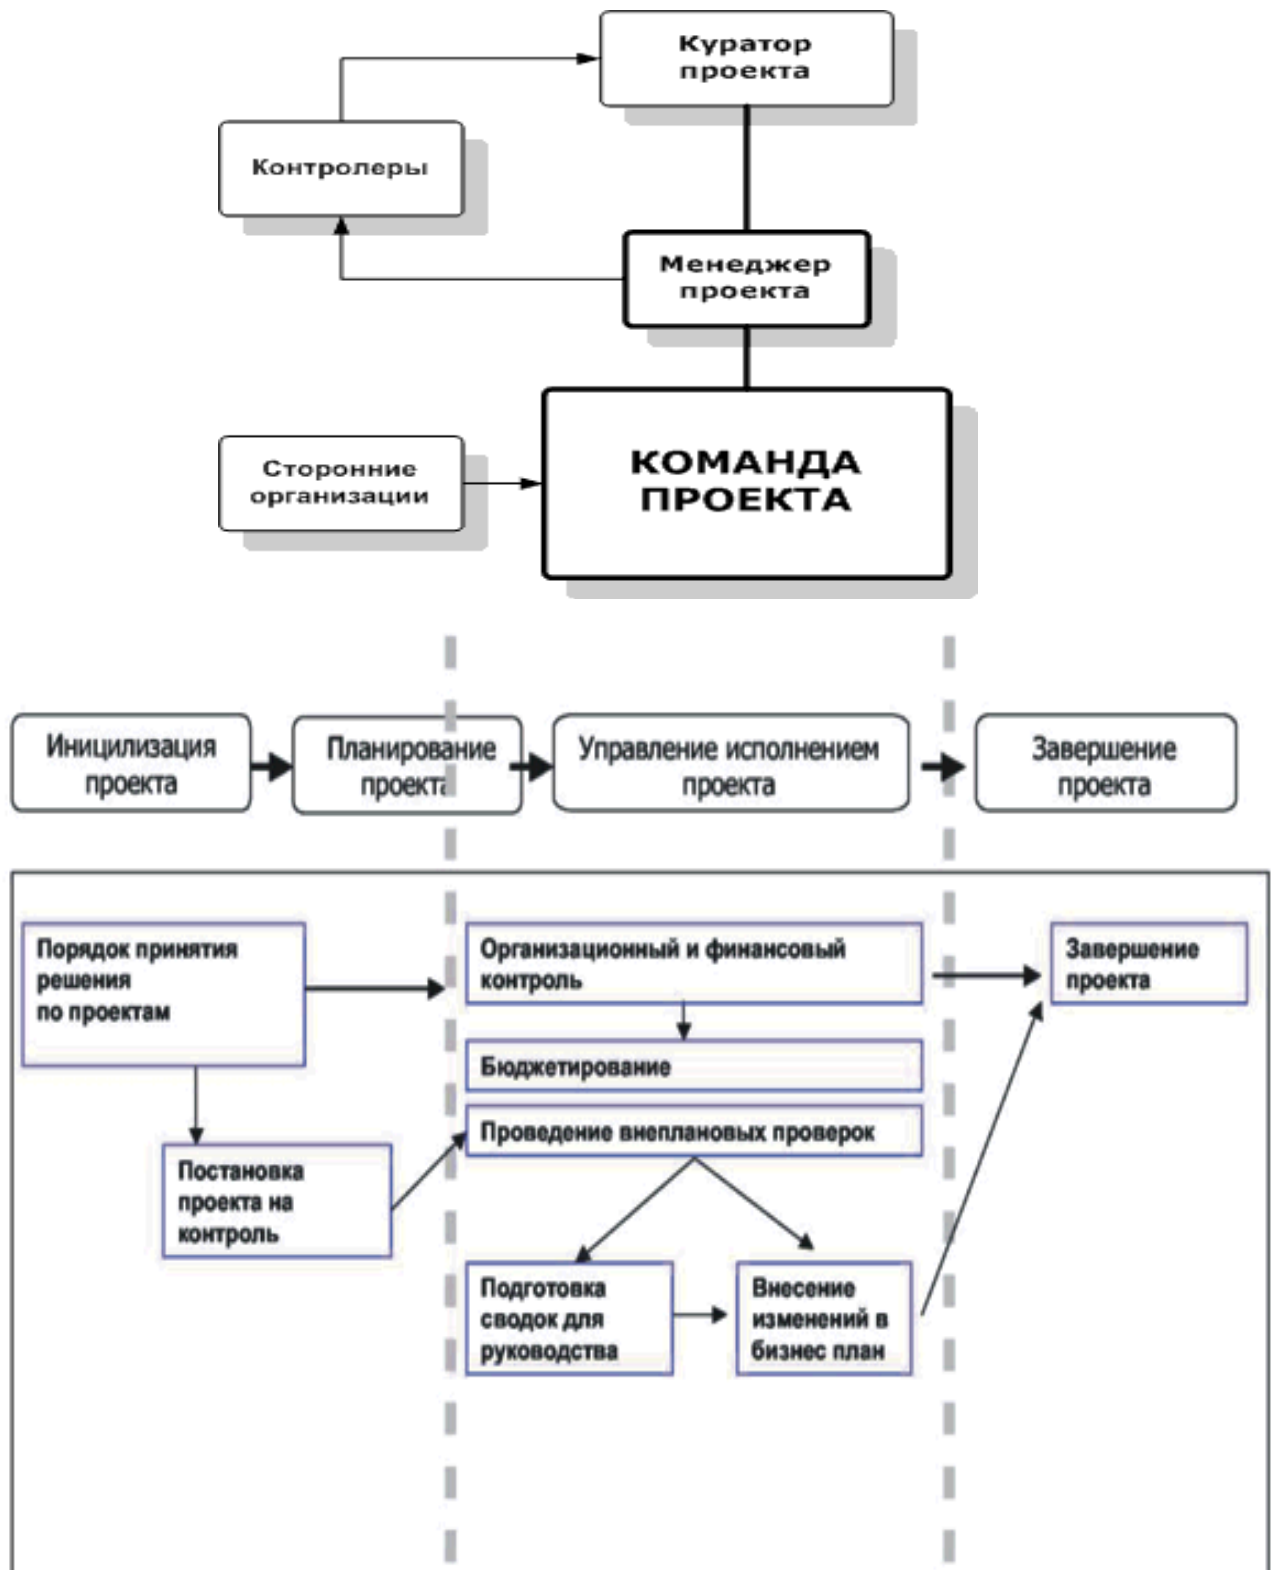 Куратор
проекта
Контролеры
Менеджер
проекта
КОМАНДА
ПРОЕКТА
Сторонние
организации
Иницилизация
проекта
Планирование
проекта
Управление исполнением
проекта
Завершение
проекта
Порядок принятия
решения
по проектам
Организационный и финансовый
контроль
Завершение
проекта
Бюджетирование
Проведение внеплановых проверок
Постановка
проекта на
контроль
Подготовка
сводок для
руководства
Внесение
изменений в
бизнес план